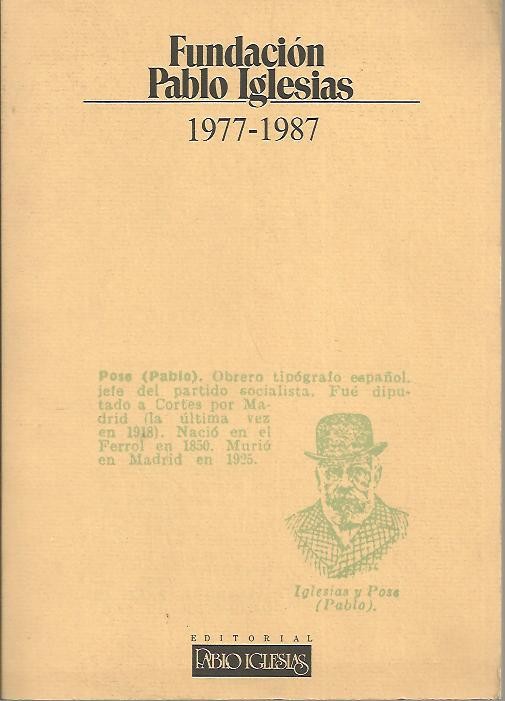 Fundación
Pablo Iglesias
1977-1987
Pose (Pablo). Obrero tipógrafo español,
jefe del partido socialista. Fué dipu-
tado a Cortes por Ma-
drid (la última vez
en 1918). Nació en el
Ferrol en 1850. Murió
en Madrid en 1925.
Iglesias y Pose
(Pablo).
EDITORIAL
PABLO IGLESIAS